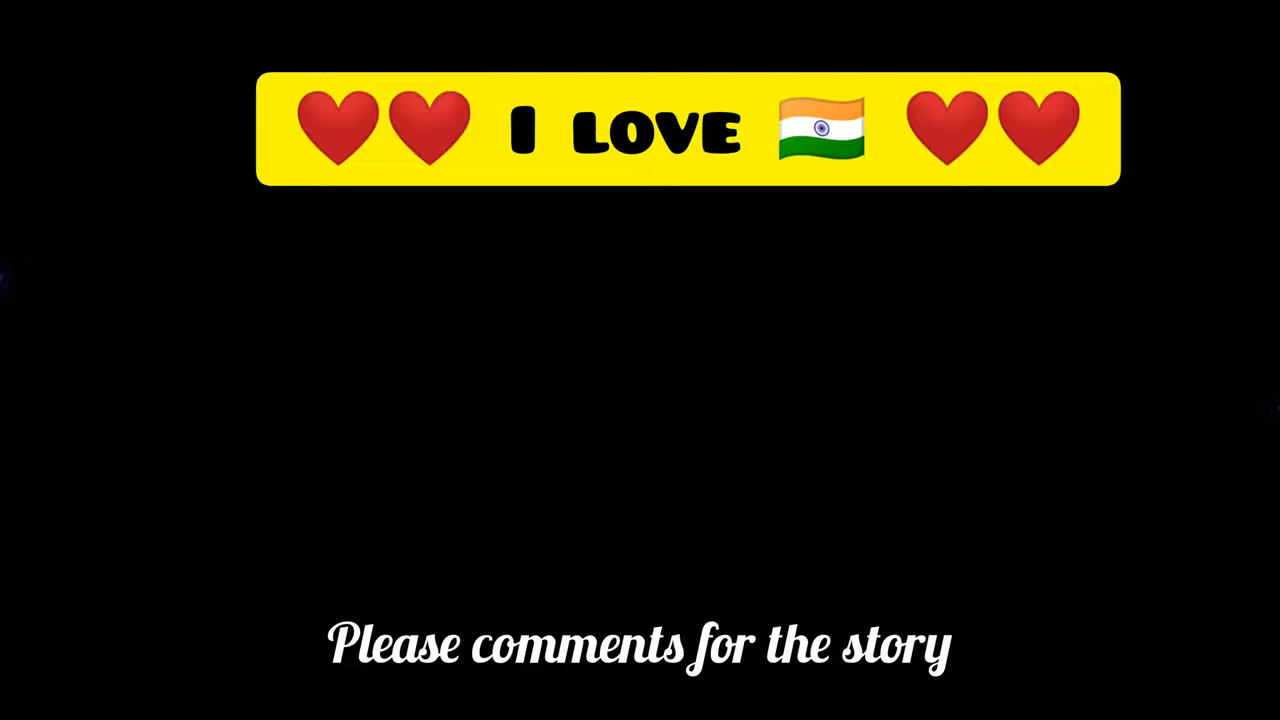 ❤️❤️ I LOVE 🇮🇳 ❤️❤️
Please comments for the story